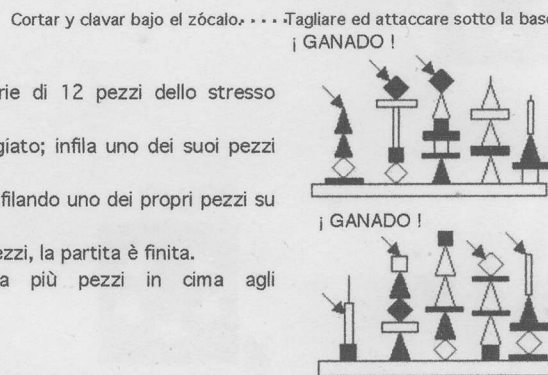 Cortar y clavar bajo el zócalo.....Tagliare ed attaccare sotto la base
¡ GANADO !
rie di 12 pezzi dello stresso
giato; infila uno dei suoi pezzi
filando uno dei propri pezzi su
¡ GANADO !
ezzi, la partita è finita.
a più pezzi in cima agli